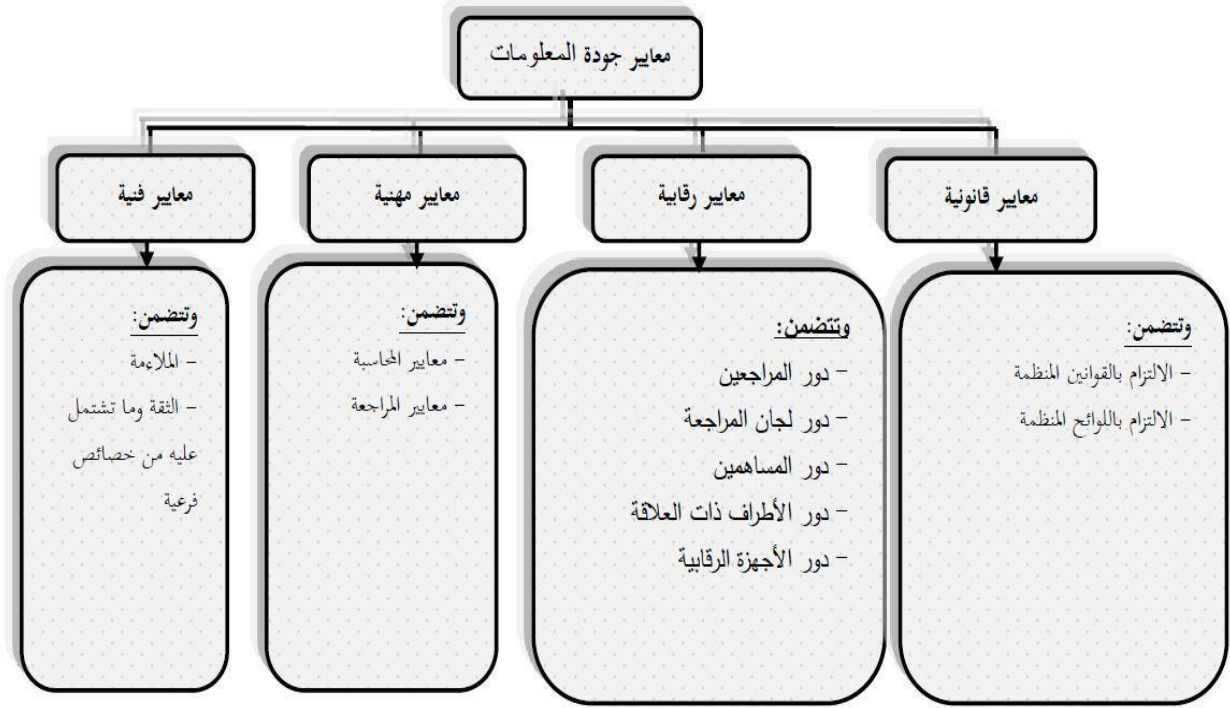 معايير جودة المعلومات
معايير قانونية
معايير رقابية
معايير مهنية
معايير فنية
وتتضمن:
- الالتزام بالقوانين المنظمة
- الالتزام باللوائح المنظمة
وتتضمن:
- دور المراجعين
- دور لجان المراجعة
- دور المساهمين
- دور الأطراف ذات العلاقة
- دور الأجهزة الرقابية
وتتضمن:
- معايير المحاسبة
- معايير المراجعة
وتتضمن:
- الملاءمة
- الثقة وما تشتمل
عليه من خصائص
فرعية